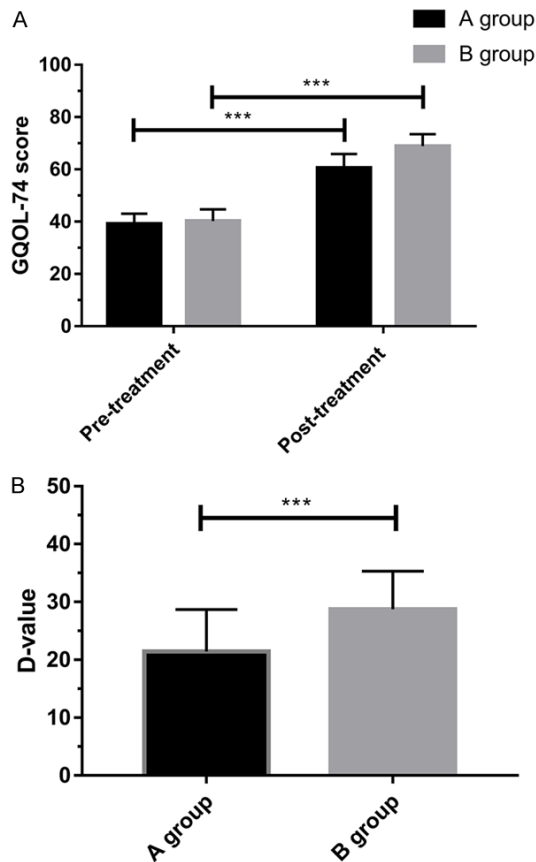 A
A group
B group
100
80
60
40
20
0
GQOL-74 score
***
***
Pre-treatment
Post-treatment
B
50
40
30
20
10
0
D-value
***
A group
B group